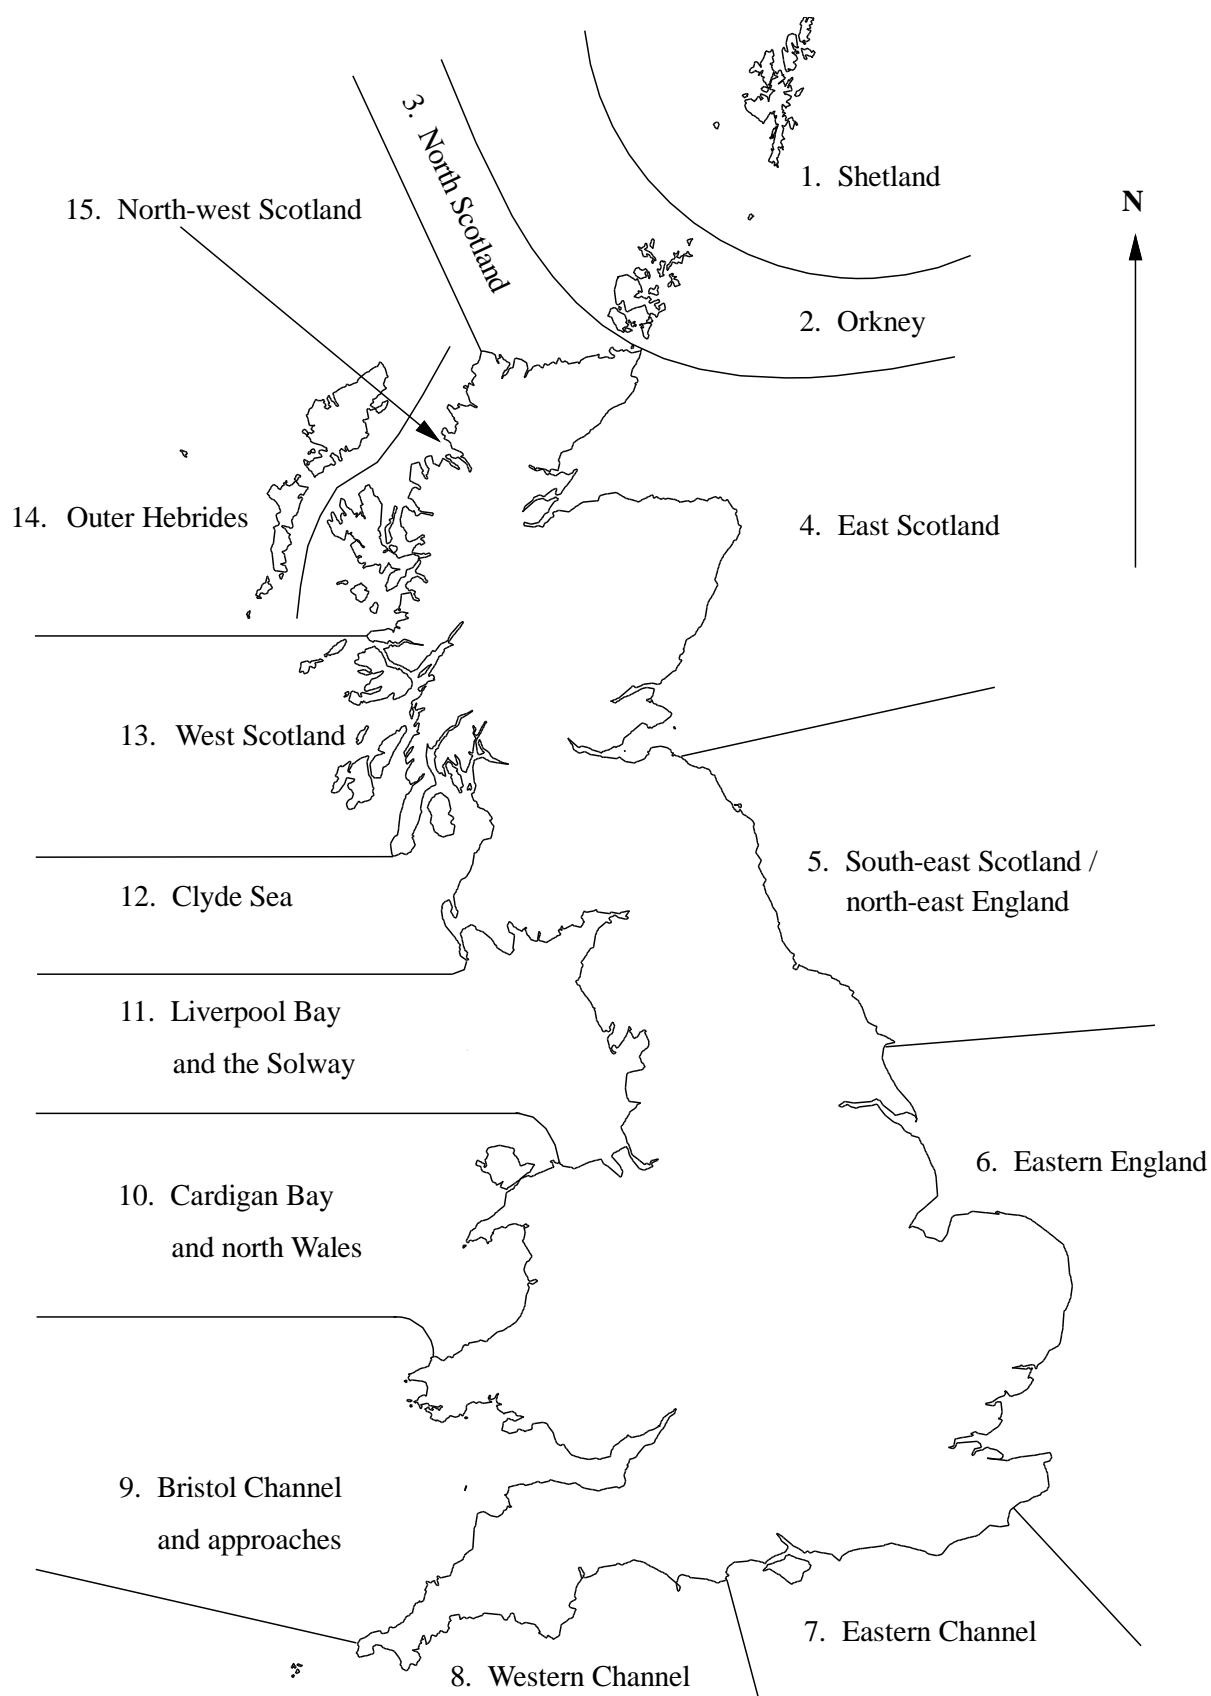 3. North Scotland
1. Shetland
15. North-west Scotland
N
2. Orkney
14. Outer Hebrides
4. East Scotland
13. West Scotland
5. South-east Scotland /
north-east England
12. Clyde Sea
11. Liverpool Bay
and the Solway
6. Eastern England
10. Cardigan Bay
and north Wales
9. Bristol Channel
and approaches
7. Eastern Channel
8. Western Channel